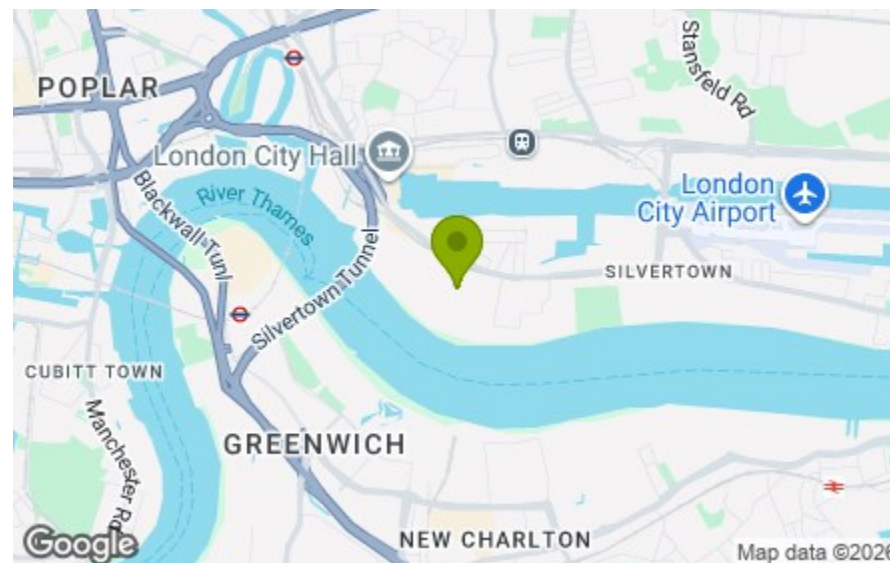 POPLAR
Stansfeld Rd
London City Hall
River Thames
Blackwall Tunl
London
City Airport
Silvertown Tunnel
SILVERTOWN
CUBITT TOWN
Manchester Rd
GREENWICH
NEW CHARLTON
Google
Map data ©2026